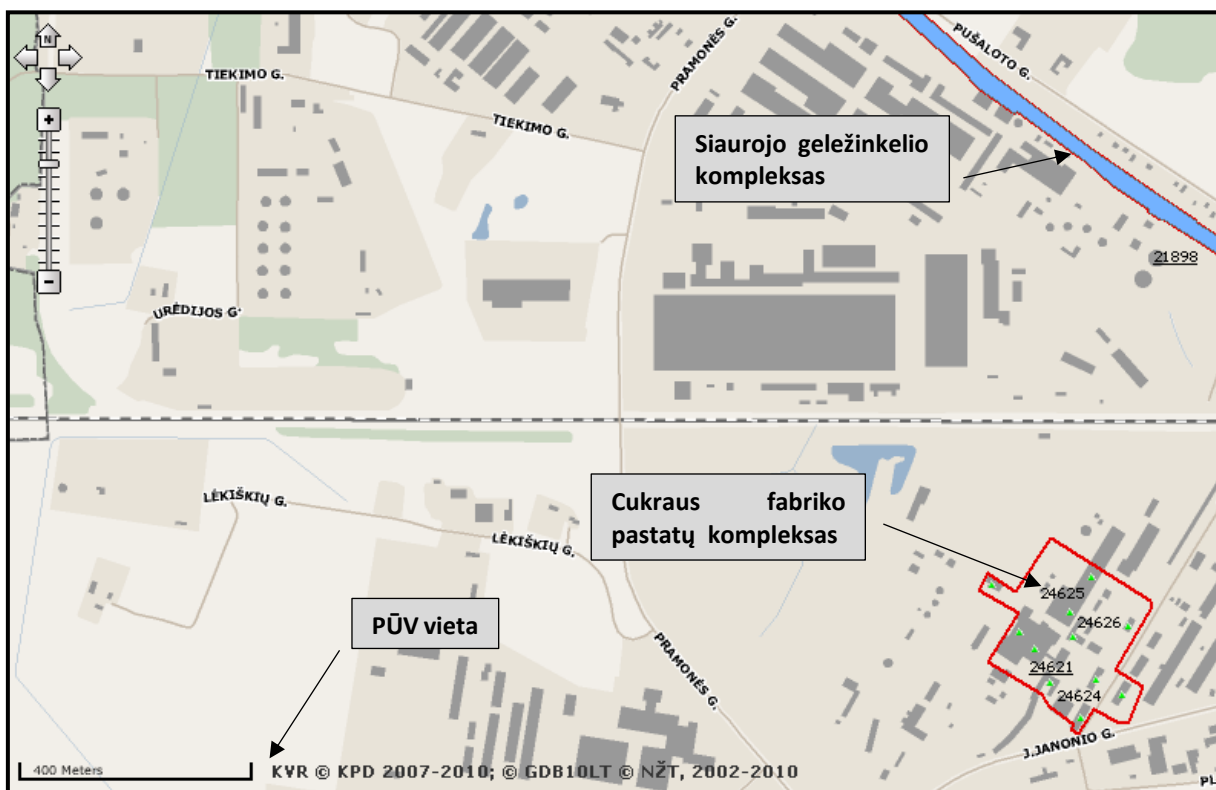 N
TIEKIMO G.
PRAMONĖS G.
PUŠALOTO G.
TIEKIMO G.
Siaurojo geležinkelio
kompleksas
21898
URĖDIJOS G.
LĖKIŠKIŲ G.
LĖKIŠKIŲ G.
Cukraus fabriko
pastatų kompleksas
24625
24626
24621
24624
PŪV vieta
PRAMONĖS G.
J.JANONIO G.
400 Meters
KVR © KPD 2007-2010; © GDB10LT © NŽT, 2002-2010
PL